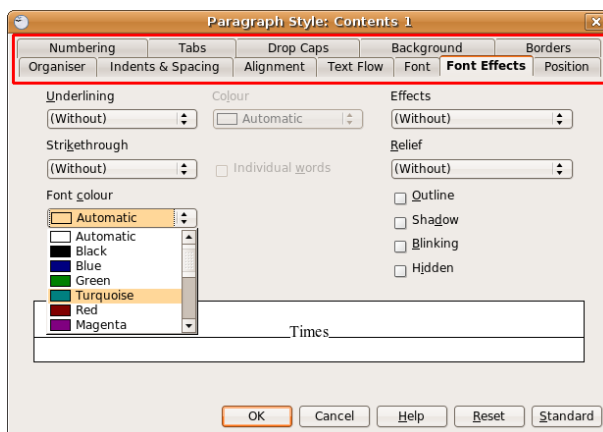 Paragraph Style: Contents 1
Numbering Tabs Drop Caps Background Borders
Organiser Indents & Spacing Alignment Text Flow Font Font Effects Position
Underlining Colour Effects
(Without) Automatic (Without)
Strikethrough Relief
(Without) Individual words (Without)
Font colour Outline
Automatic Shadow
Automatic
Black Blinking
Blue
Green Hidden
Turquoise
Red
Magenta
Times
OK Cancel Help Reset Standard